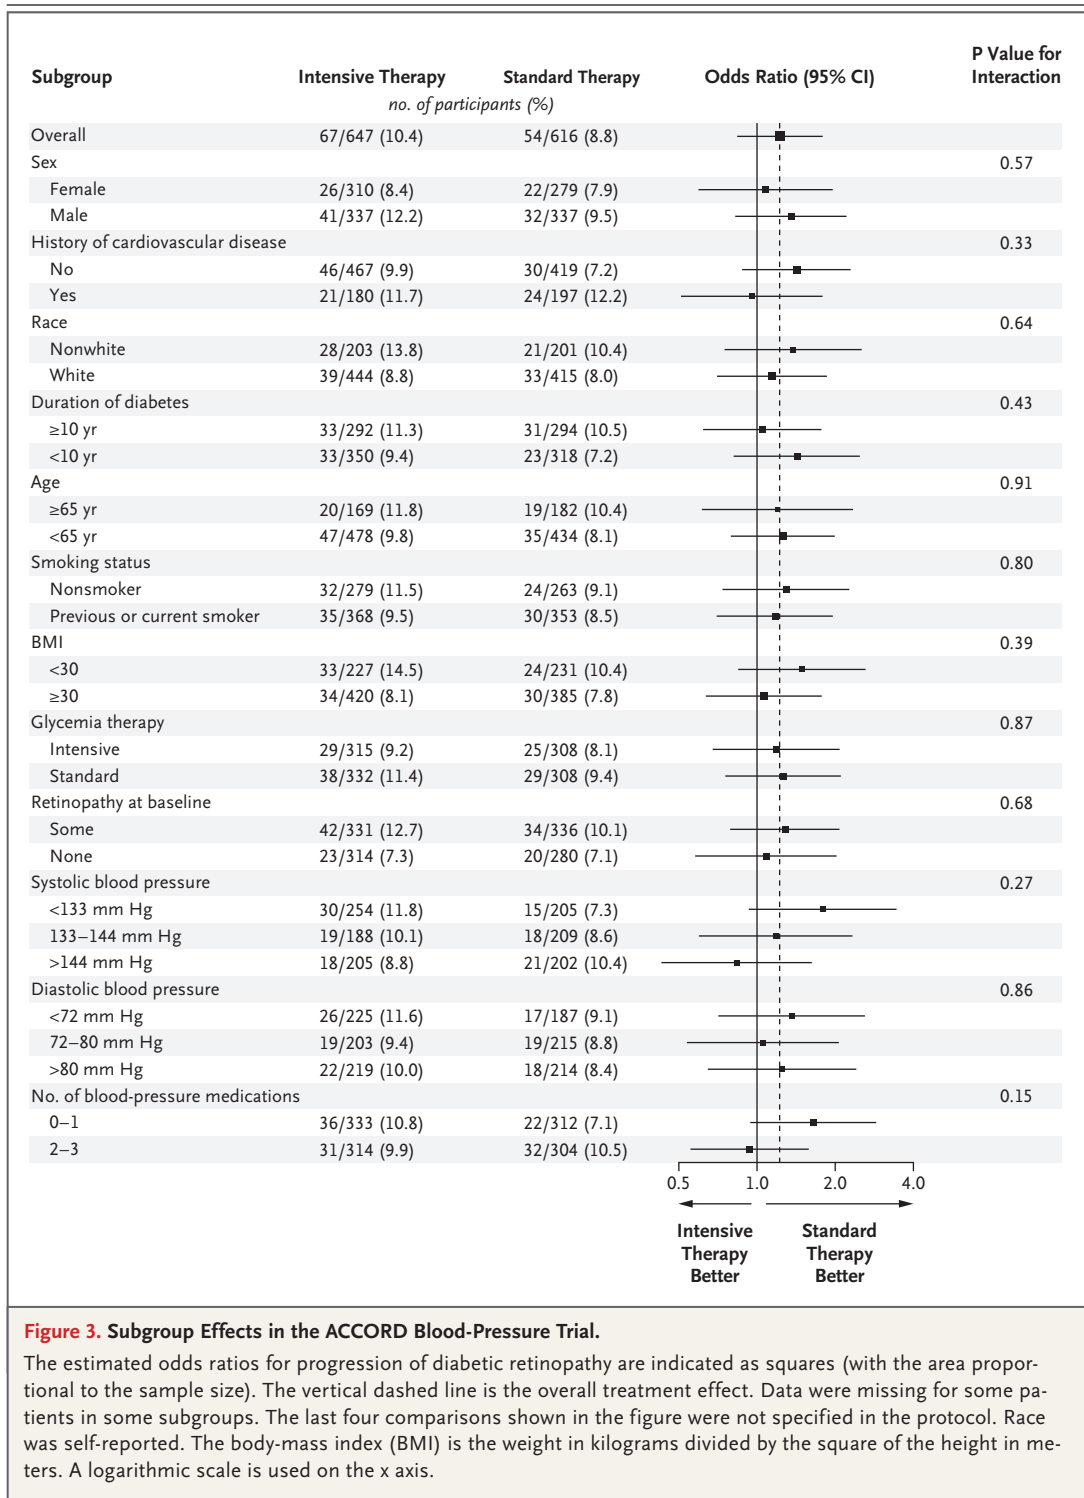 Subgroup Intensive Therapy Standard Therapy Odds Ratio (95% CI) P Value for Interaction
no. of participants (%)
Overall 67/647 (10.4) 54/616 (8.8)
Sex 0.57
Female 26/310 (8.4) 22/279 (7.9)
Male 41/337 (12.2) 32/337 (9.5)
History of cardiovascular disease 0.33
No 46/467 (9.9) 30/419 (7.2)
Yes 21/180 (11.7) 24/197 (12.2)
Race 0.64
Nonwhite 28/203 (13.8) 21/201 (10.4)
White 39/444 (8.8) 33/415 (8.0)
Duration of diabetes 0.43
≥10 yr 33/292 (11.3) 31/294 (10.5)
<10 yr 33/350 (9.4) 23/318 (7.2)
Age 0.91
≥65 yr 20/169 (11.8) 19/182 (10.4)
<65 yr 47/478 (9.8) 35/434 (8.1)
Smoking status 0.80
Nonsmoker 32/279 (11.5) 24/263 (9.1)
Previous or current smoker 35/368 (9.5) 30/353 (8.5)
BMI 0.39
<30 33/227 (14.5) 24/231 (10.4)
≥30 34/420 (8.1) 30/385 (7.8)
Glycemia therapy 0.87
Intensive 29/315 (9.2) 25/308 (8.1)
Standard 38/332 (11.4) 29/308 (9.4)
Retinopathy at baseline 0.68
Some 42/331 (12.7) 34/336 (10.1)
None 23/314 (7.3) 20/280 (7.1)
Systolic blood pressure 0.27
<133 mm Hg 30/254 (11.8) 15/205 (7.3)
133–144 mm Hg 19/188 (10.1) 18/209 (8.6)
>144 mm Hg 18/205 (8.8) 21/202 (10.4)
Diastolic blood pressure 0.86
<72 mm Hg 26/225 (11.6) 17/187 (9.1)
72–80 mm Hg 19/203 (9.4) 19/215 (8.8)
>80 mm Hg 22/219 (10.0) 18/214 (8.4)
No. of blood-pressure medications 0.15
0–1 36/333 (10.8) 22/312 (7.1)
2–3 31/314 (9.9) 32/304 (10.5)
0.5 1.0 2.0 4.0
Intensive Therapy Better
Standard Therapy Better
Figure 3. Subgroup Effects in the ACCORD Blood-Pressure Trial.
The estimated odds ratios for progression of diabetic retinopathy are indicated as squares (with the area propor-
tional to the sample size). The vertical dashed line is the overall treatment effect. Data were missing for some pa-
tients in some subgroups. The last four comparisons shown in the figure were not specified in the protocol. Race
was self-reported. The body-mass index (BMI) is the weight in kilograms divided by the square of the height in me-
ters. A logarithmic scale is used on the x axis.